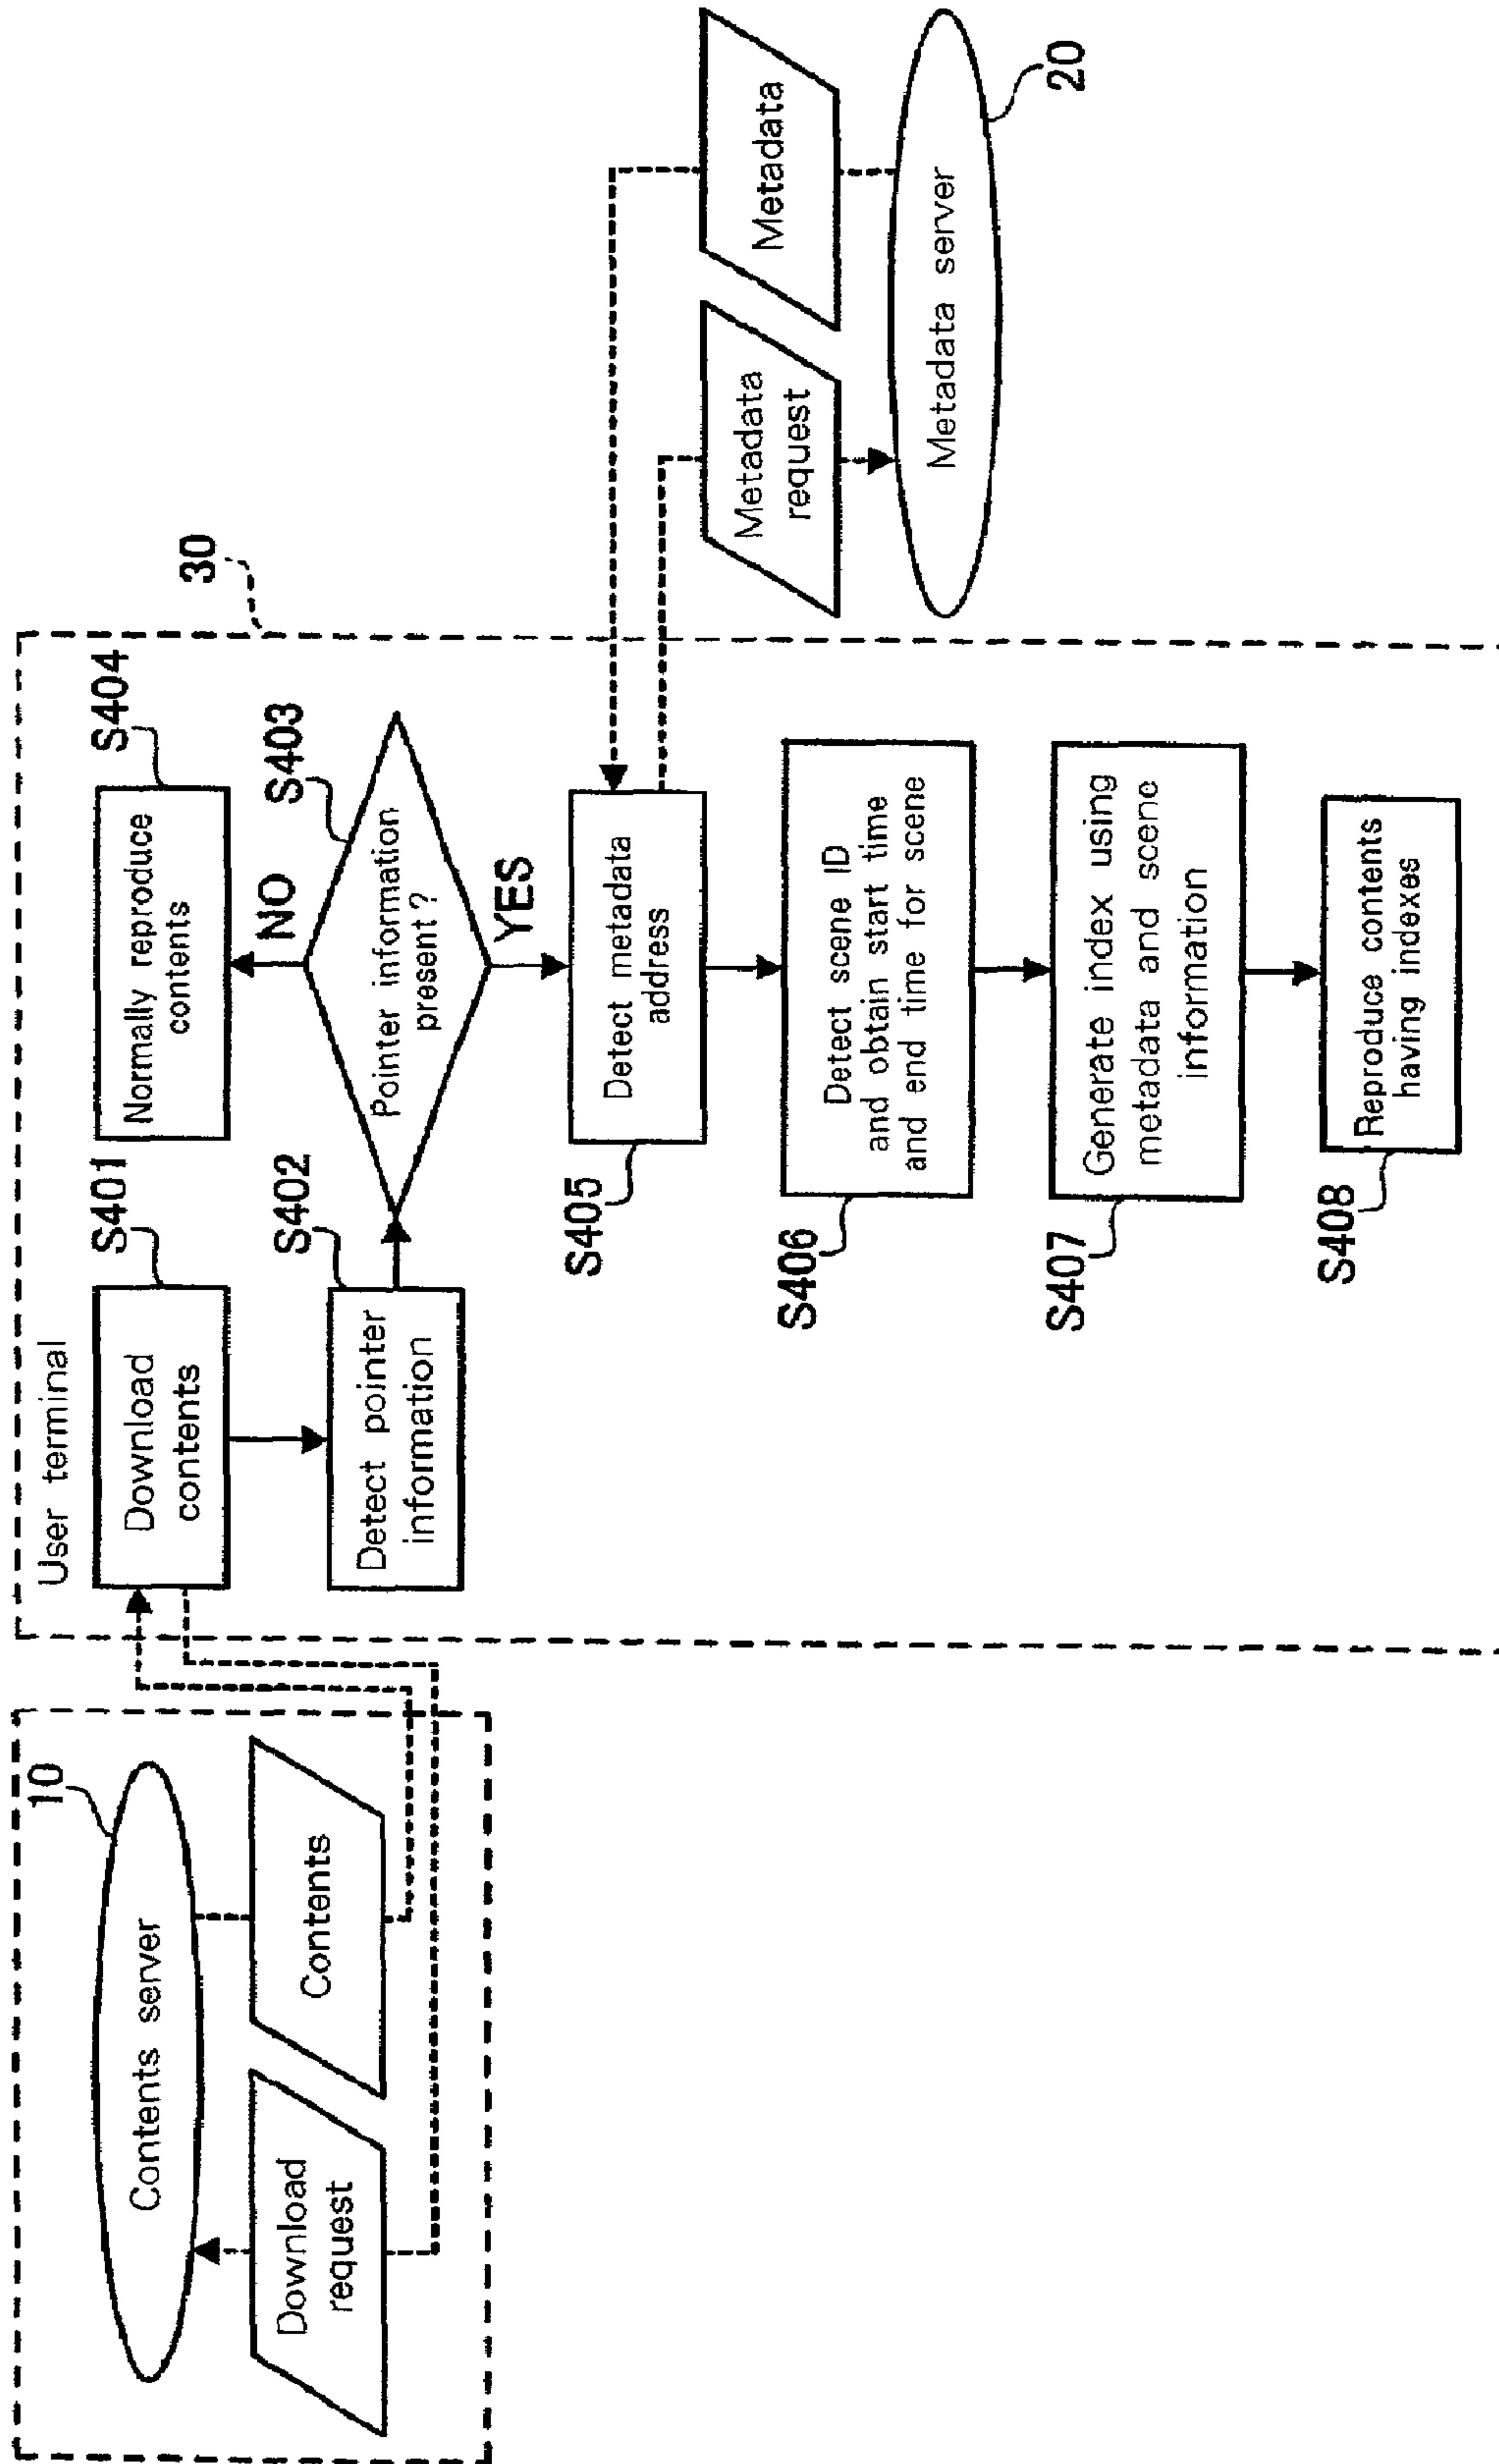 10
Contents server
Download
request
Contents
User terminal
30
Download
contents
S401
Normally reproduce
contents
S404
Detect pointer
information
S402
Pointer information
present?
S403
NO
YES
Detect metadata
address
S405
Detect scene ID
and obtain start time
and end time for scene
S406
Generate index using
metadata and scene
information
S407
Reproduce contents
having indexes
S408
Metadata
request
Metadata
Metadata server
20